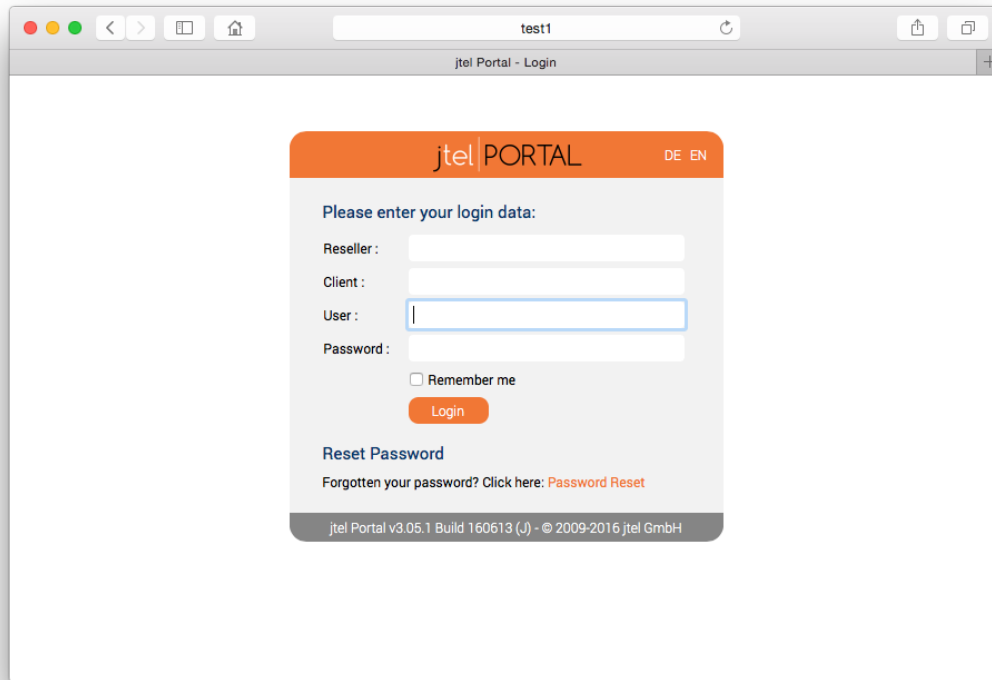 test1
jtel Portal - Login
jtel PORTAL DE EN
Please enter your login data:
Reseller :
Client :
User :
Password :
Remember me
Login
Reset Password
Forgotten your password? Click here: Password Reset
jtel Portal v3.05.1 Build 160613 (J) - © 2009-2016 jtel GmbH